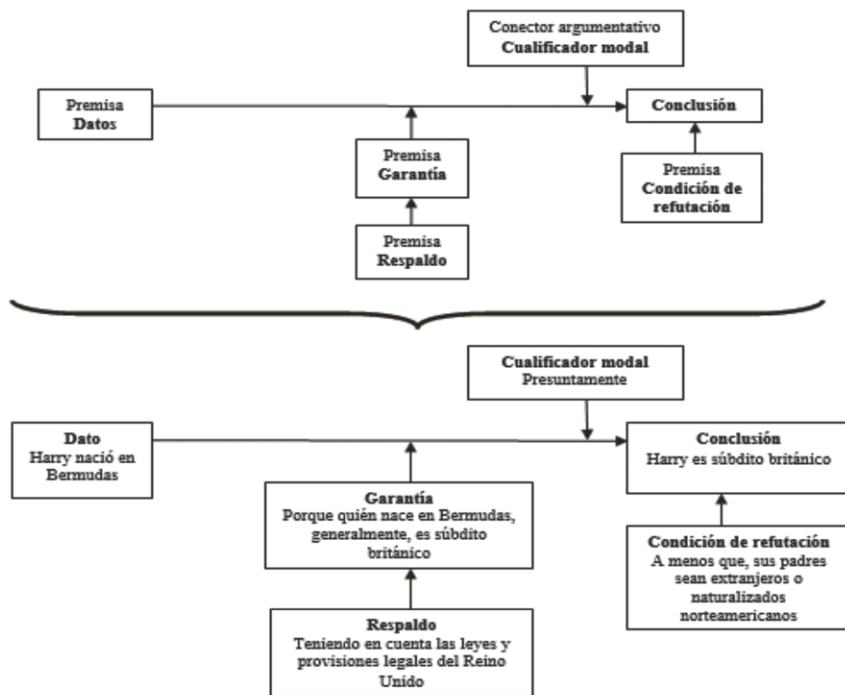 Conector argumentativo
Cualificador modal
Premisa
Datos
Conclusión
Premisa
Garantía
Premisa
Condición de
refutación
Premisa
Respaldo
Cualificador modal
Presuntamente
Dato
Harry nació en
Bermudas
Conclusión
Harry es súbdito británico
Garantía
Porque quién nace en Bermudas,
generalmente, es súbdito
británico
Condición de refutación
A menos que, sus padres
sean extranjeros o
naturalizados
norteamericanos
Respaldo
Teniendo en cuenta las leyes y
provisiones legales del Reino
Unido